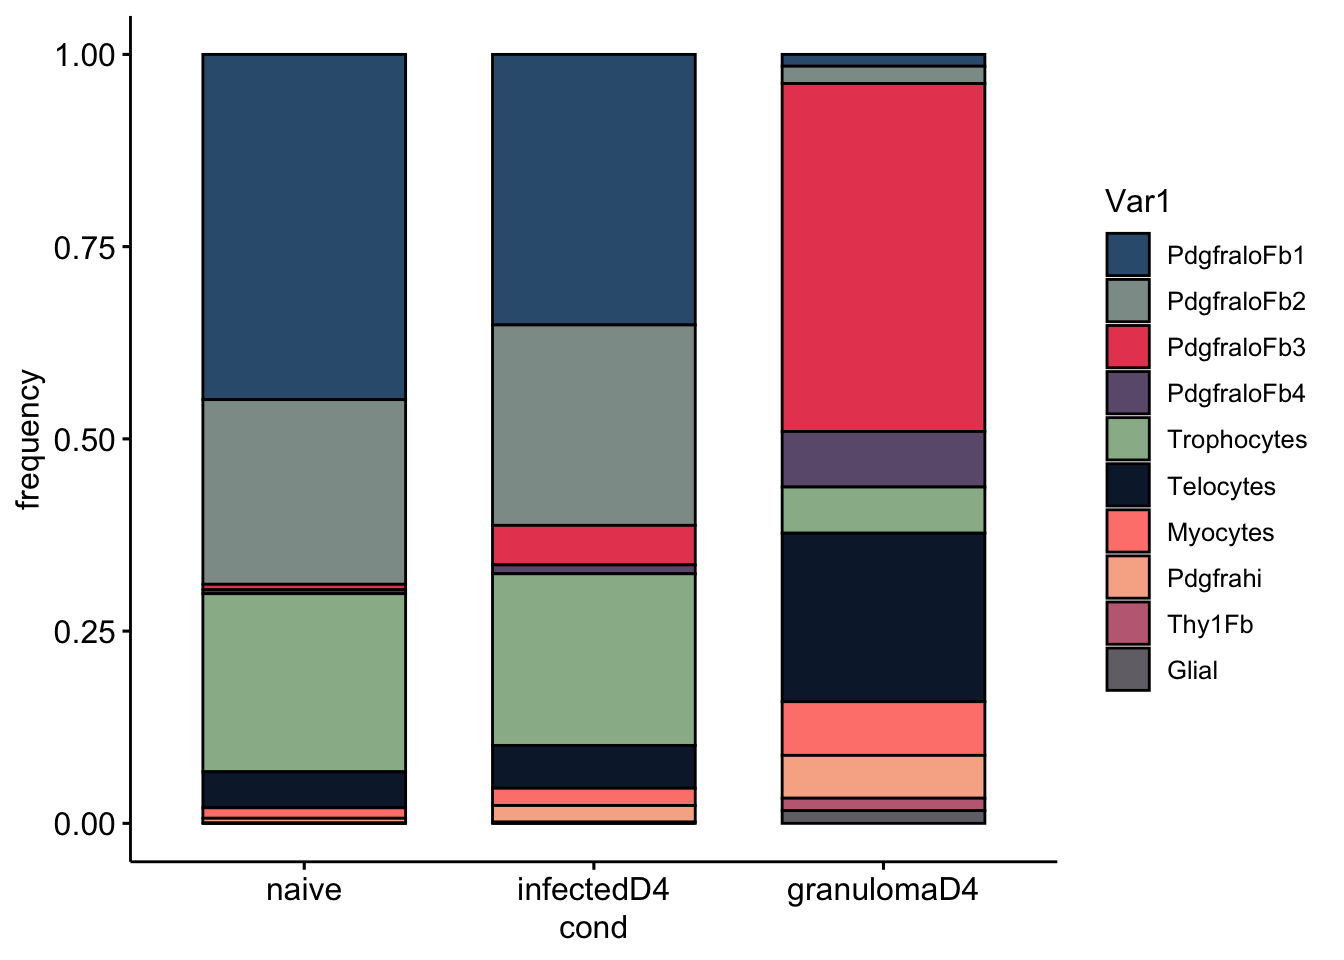 1.00
0.75
0.50
0.25
0.00
frequency
naive
infectedD4
granulomaD4
cond
Var1
PdgfraloFb1
PdgfraloFb2
PdgfraloFb3
PdgfraloFb4
Trophocytes
Telocytes
Myocytes
Pdgfrahi
Thy1Fb
Glial